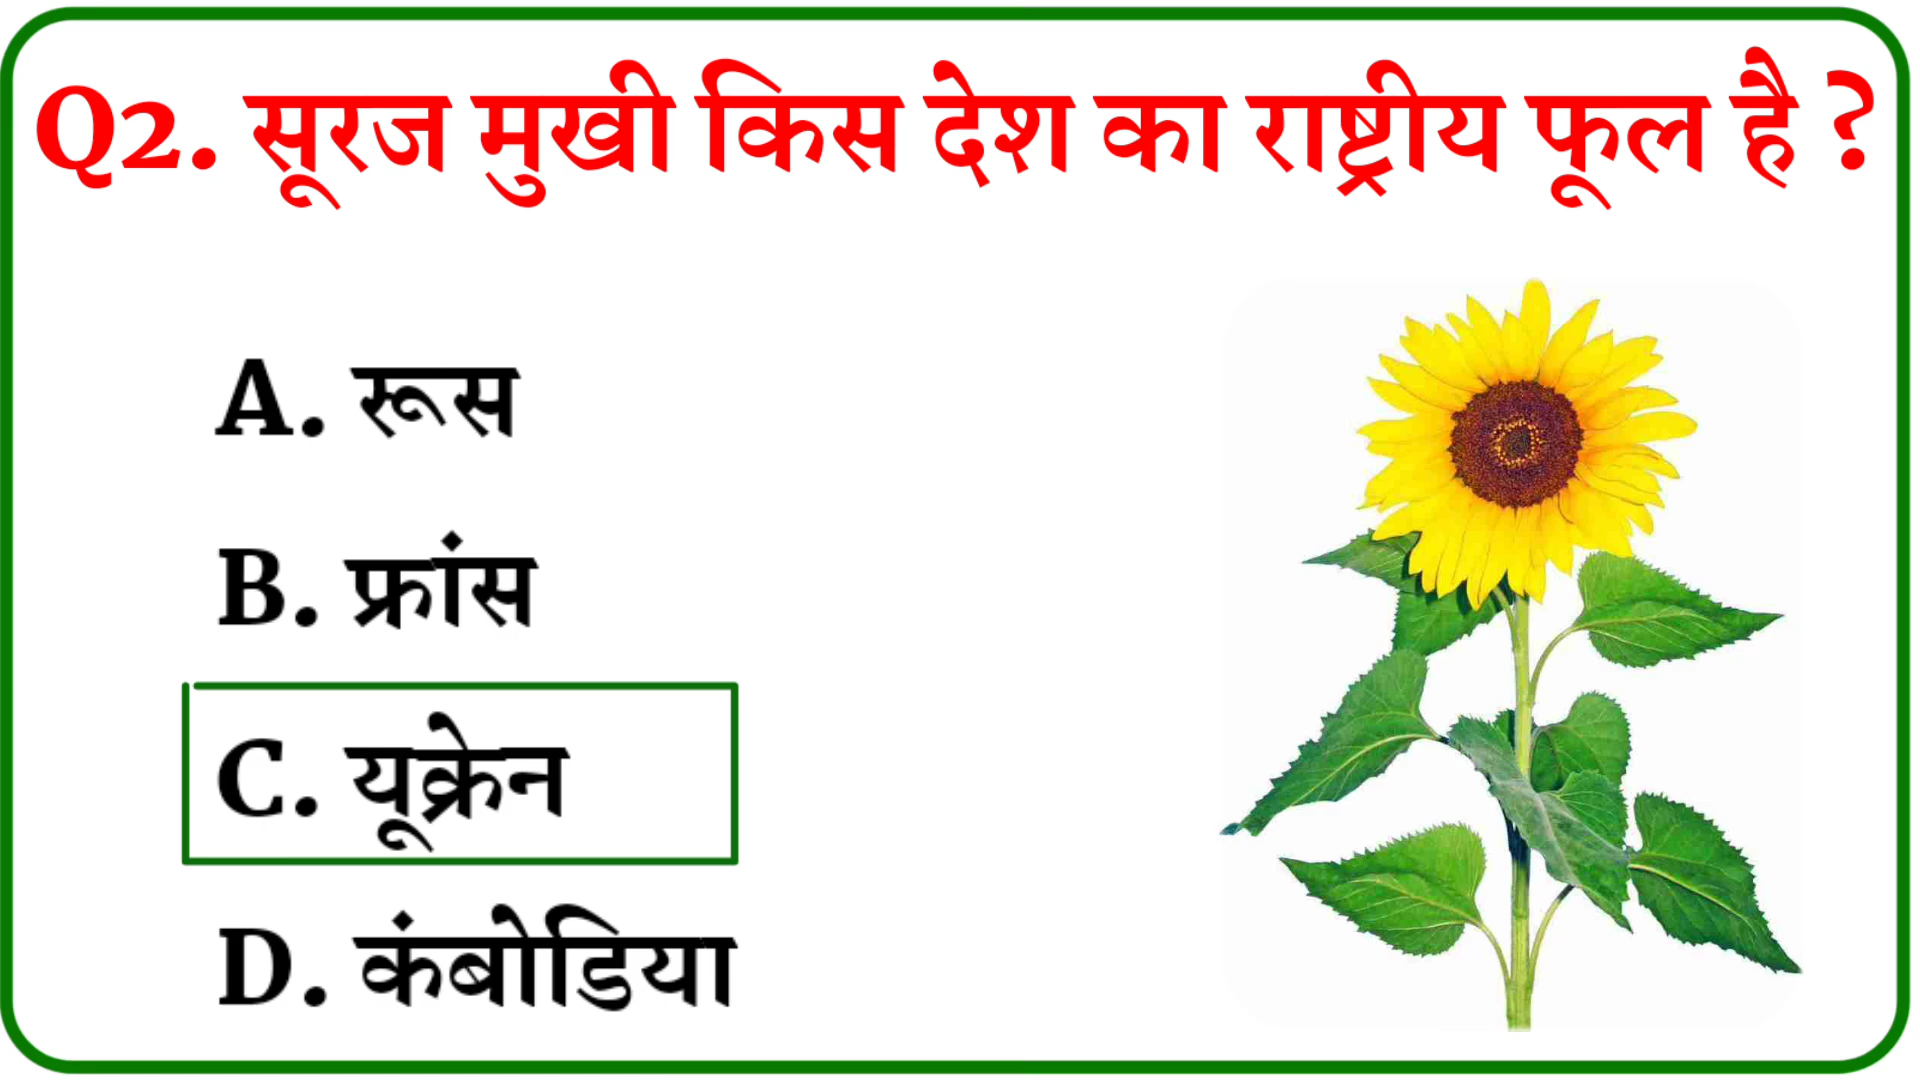 Q2. सूरज मुखी किस देश का राष्ट्रीय फूल है ?
A. रूस
B. फ्रांस
C. यूक्रेन
D. कंबोडिया